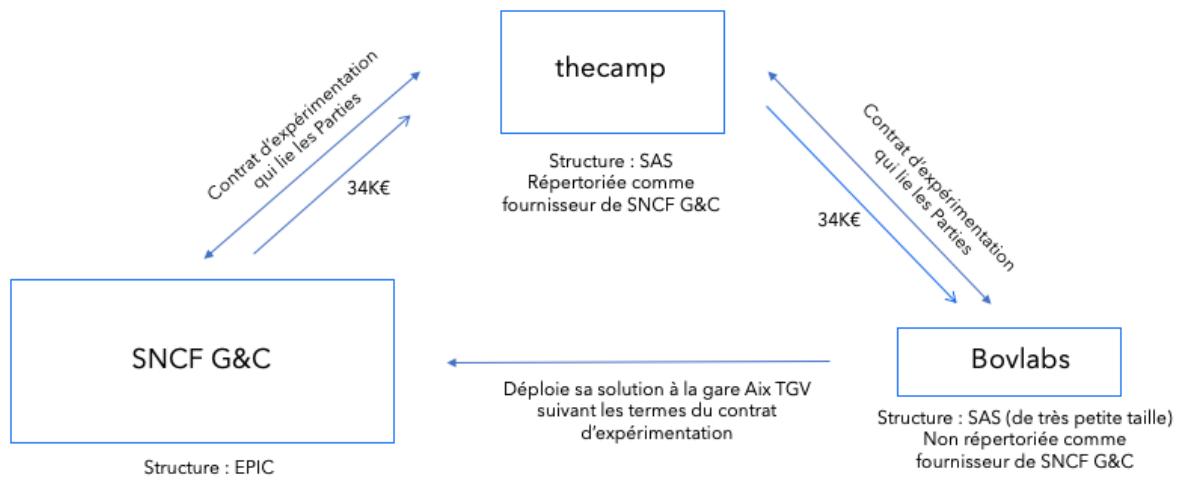 thecamp
Structure : SAS
Répertoriée comme
fournisseur de SNCF G&C
Contrat d'expérimentation
qui lie les Parties
34K€
Contrat d'expérimentation
qui lie les Parties
34K€
SNCF G&C
Structure : EPIC
Déploie sa solution à la gare Aix TGV
suivant les termes du contrat
d'expérimentation
Bovlabs
Structure : SAS (de très petite taille)
Non répertoriée comme
fournisseur de SNCF G&C